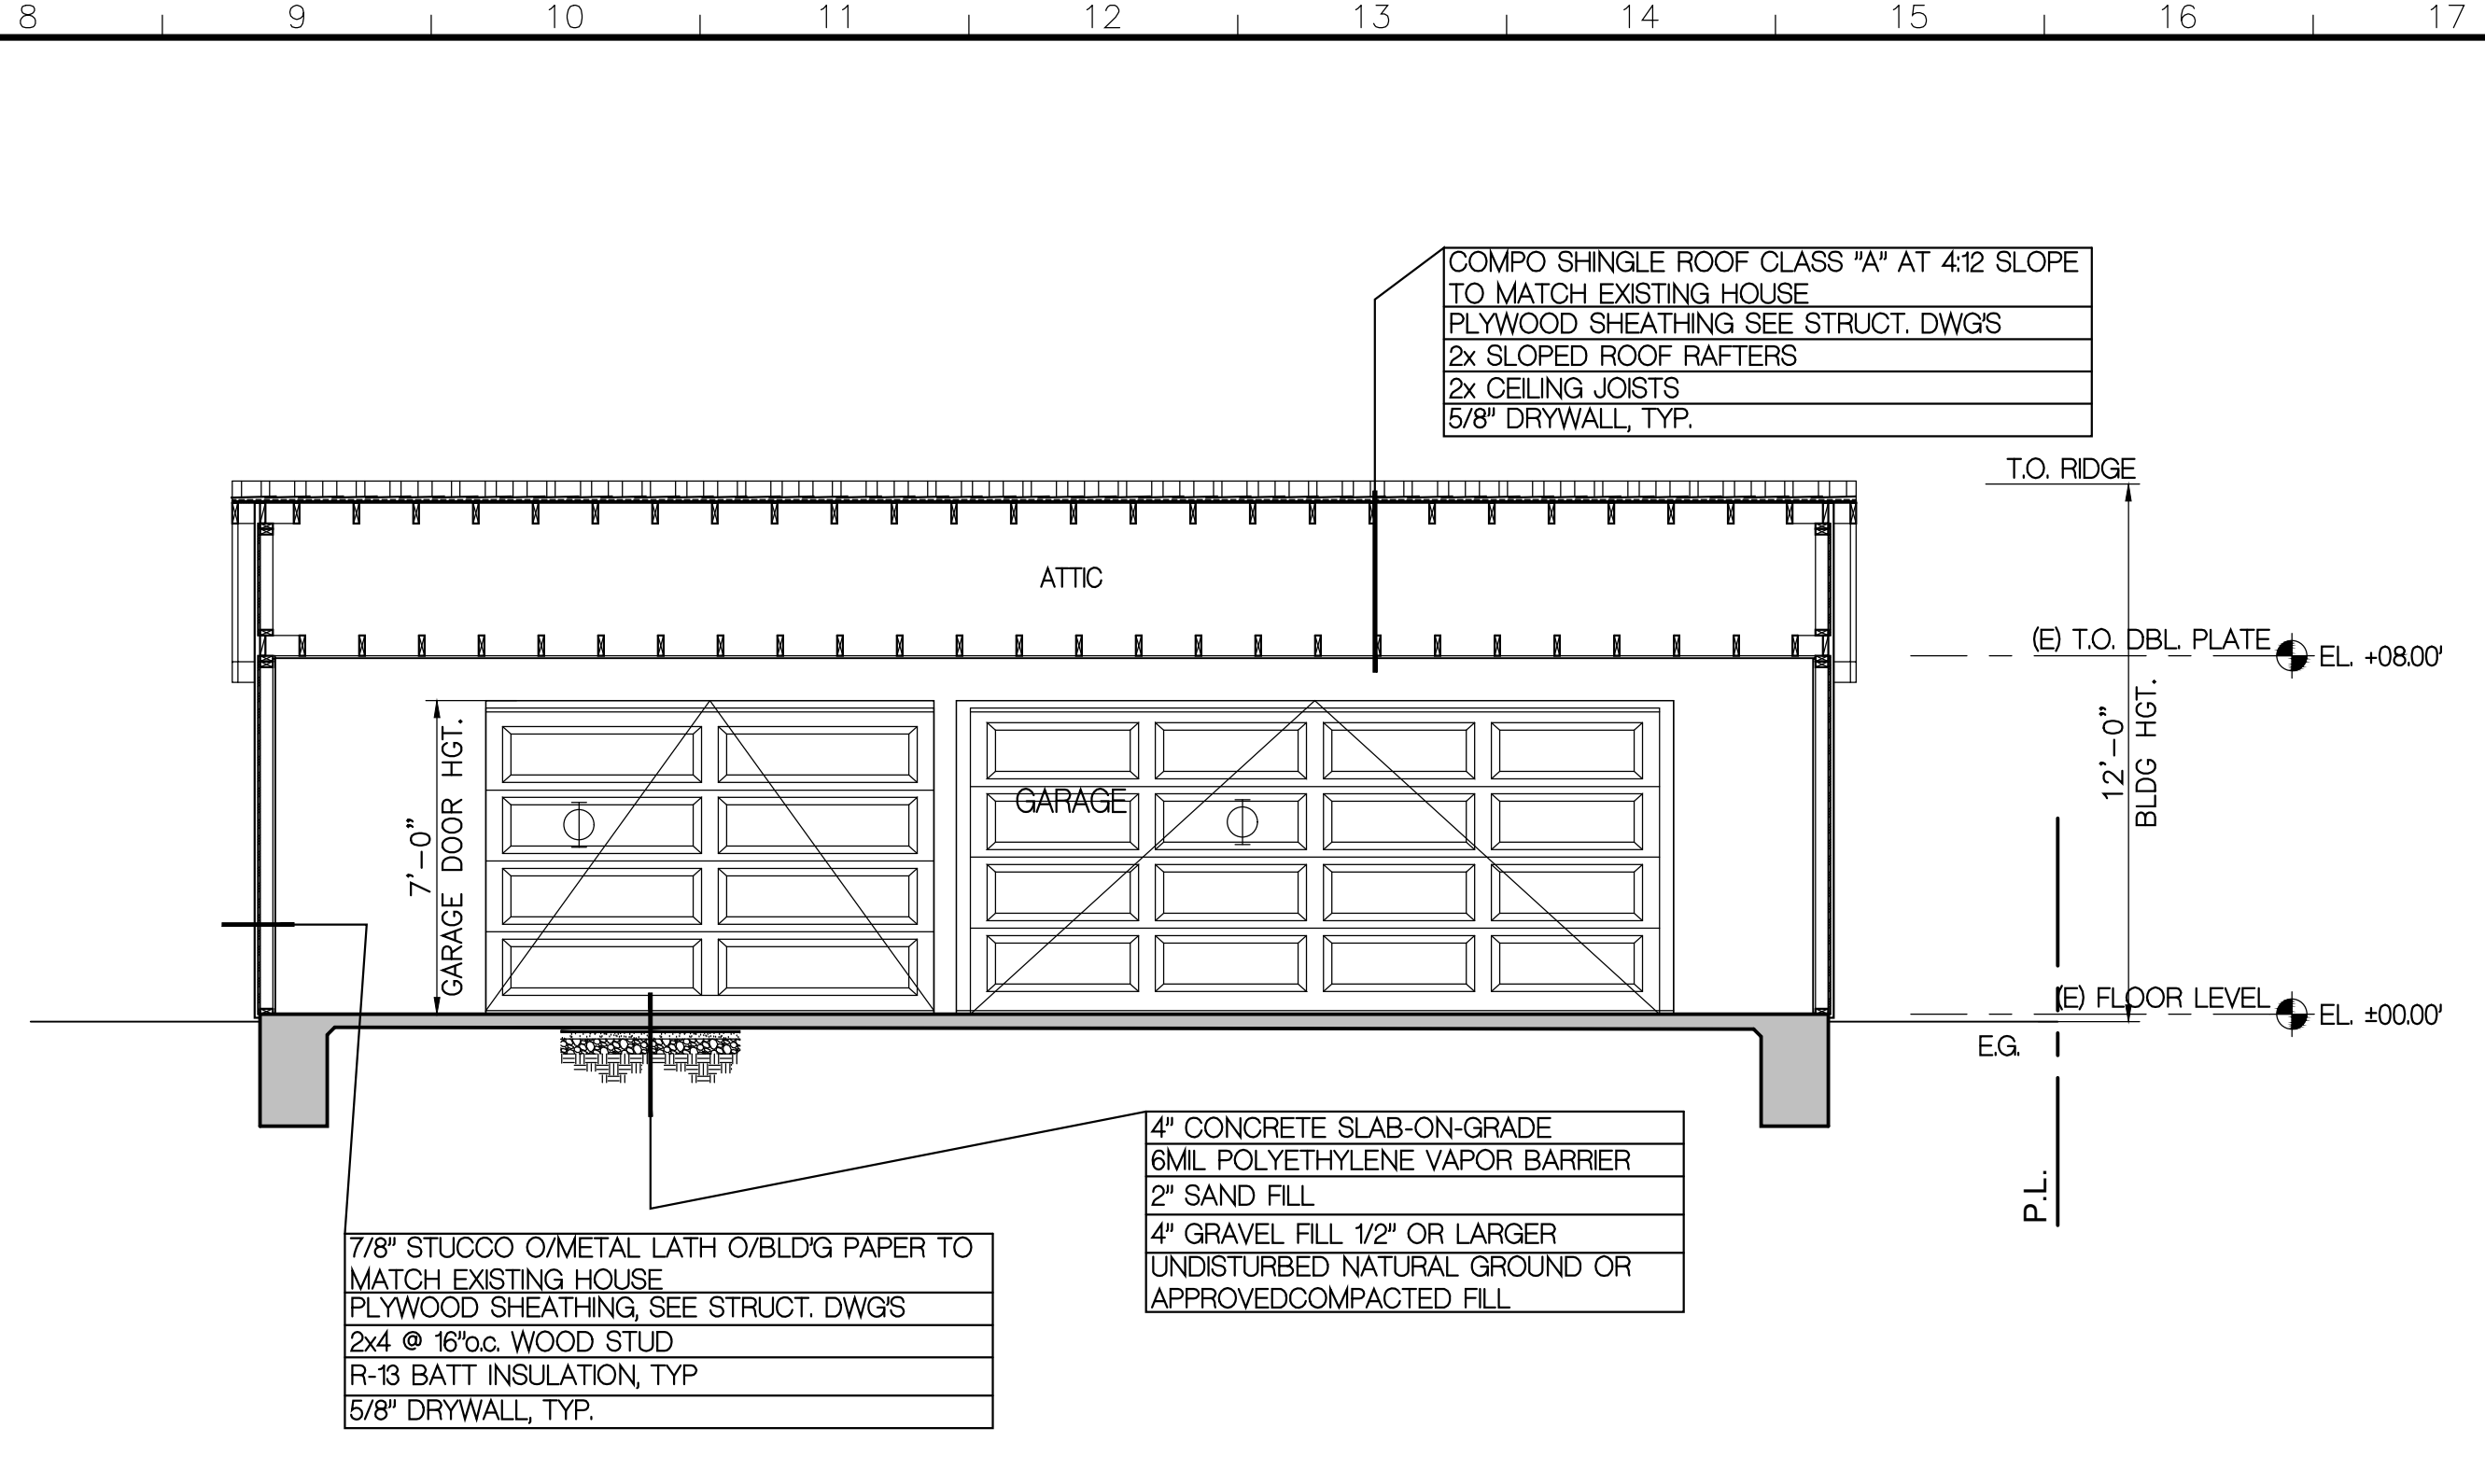 8 9 10 11 12 13 14 15 16 17
COMPO SHINGLE ROOF CLASS "A" AT 4:12 SLOPE
TO MATCH EXISTING HOUSE
PLYWOOD SHEATHING SEE STRUCT. DWG'S
2x SLOPED ROOF RAFTERS
2x CEILING JOISTS
5/8" DRYWALL, TYP.
T.O. RIDGE
ATTIC
(E) T.O. DBL. PLATE
EL. +08.00'
12'-0"
BLDG HGT.
7'-0"
GARAGE DOOR HGT.
GARAGE
(E) FLOOR LEVEL
EL. ±00.00'
E.G.
P.L.
4" CONCRETE SLAB-ON-GRADE
6MIL POLYETHYLENE VAPOR BARRIER
2" SAND FILL
4" GRAVEL FILL 1/2" OR LARGER
UNDISTURBED NATURAL GROUND OR
APPROVEDCOMPACTED FILL
7/8" STUCCO O/METAL LATH O/BLD'G PAPER TO
MATCH EXISTING HOUSE
PLYWOOD SHEATHING, SEE STRUCT. DWG'S
2x4 @ 16"o.c. WOOD STUD
R-13 BATT INSULATION, TYP
5/8" DRYWALL, TYP.